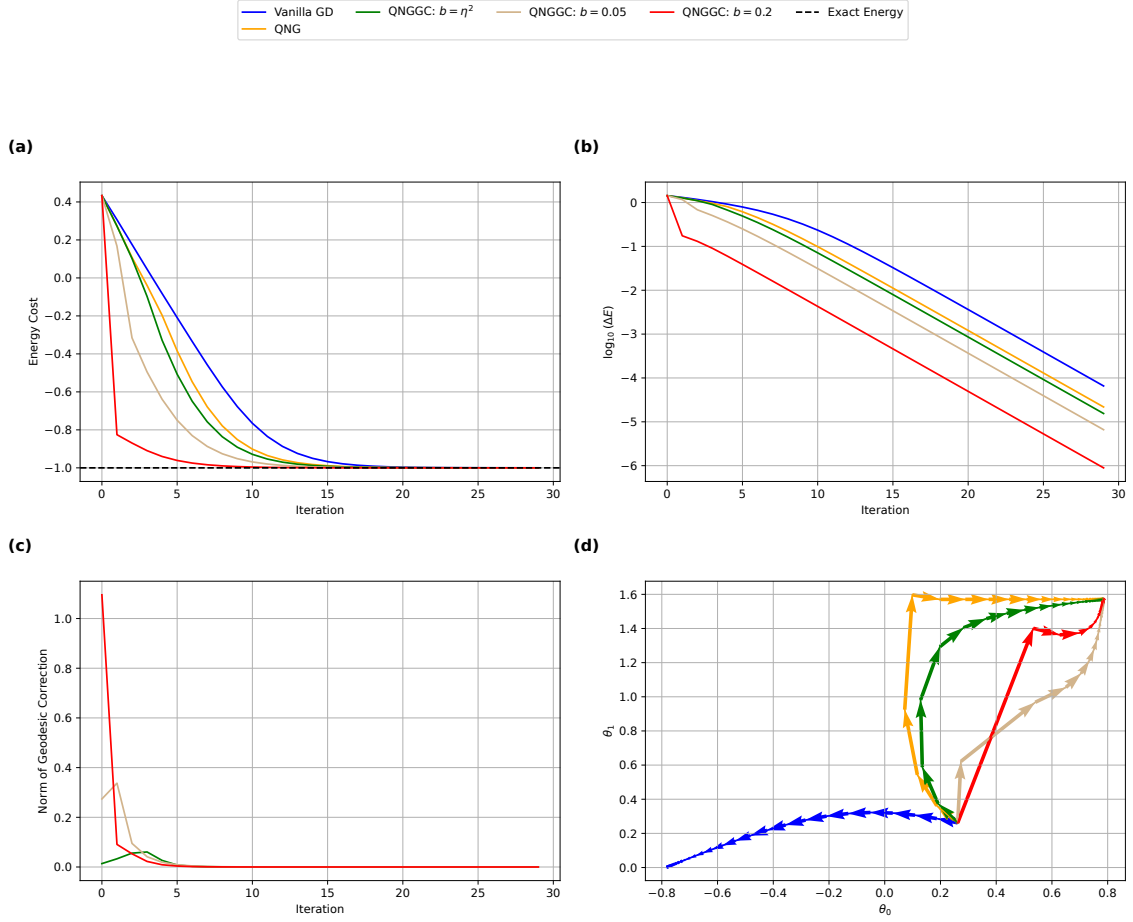 Vanilla GD
QNG
QNGGC: b = η²
QNGGC: b = 0.05
QNGGC: b = 0.2
Exact Energy
(a)
Energy Cost
0.4
0.2
0.0
−0.2
−0.4
−0.6
−0.8
−1.0
0 5 10 15 20 25 30
Iteration
(b)
log₁₀ (ΔE)
0
−1
−2
−3
−4
−5
−6
0 5 10 15 20 25 30
Iteration
(c)
Norm of Geodesic Correction
1.0
0.8
0.6
0.4
0.2
0.0
0 5 10 15 20 25 30
Iteration
(d)
θ₁
1.6
1.4
1.2
1.0
0.8
0.6
0.4
0.2
0.0
−0.8 −0.6 −0.4 −0.2 0.0 0.2 0.4 0.6 0.8
θ₀